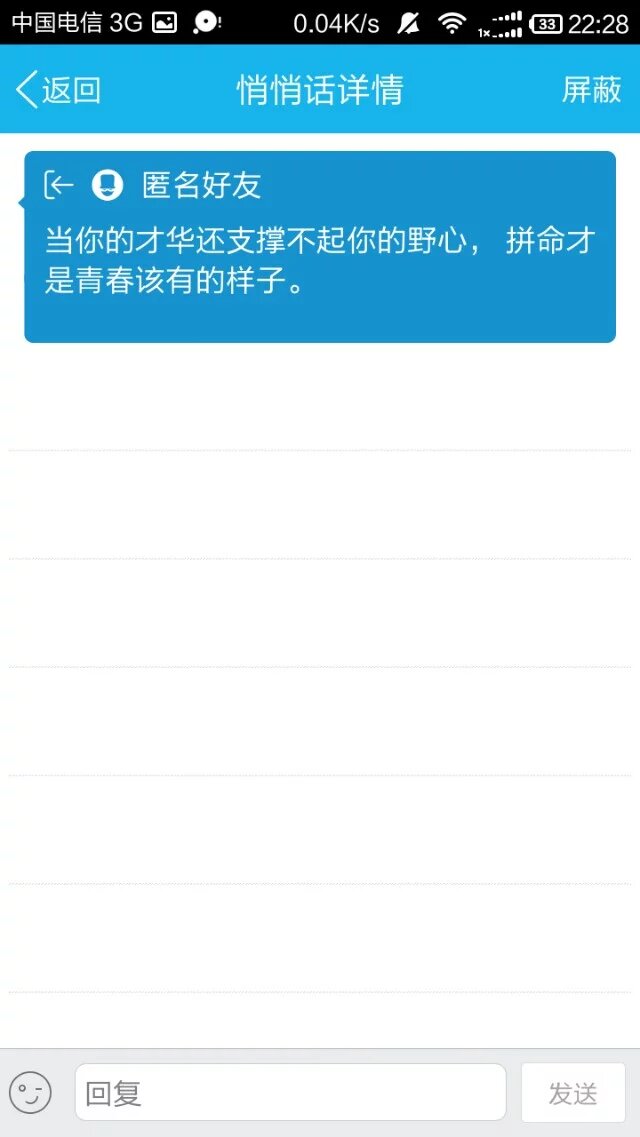 中国电信 3G 0.04K/s 1x 33 22:28
返回 悄悄话详情 屏蔽
匿名好友
当你的才华还支撑不起你的野心， 拼命才
是青春该有的样子。
回复 发送